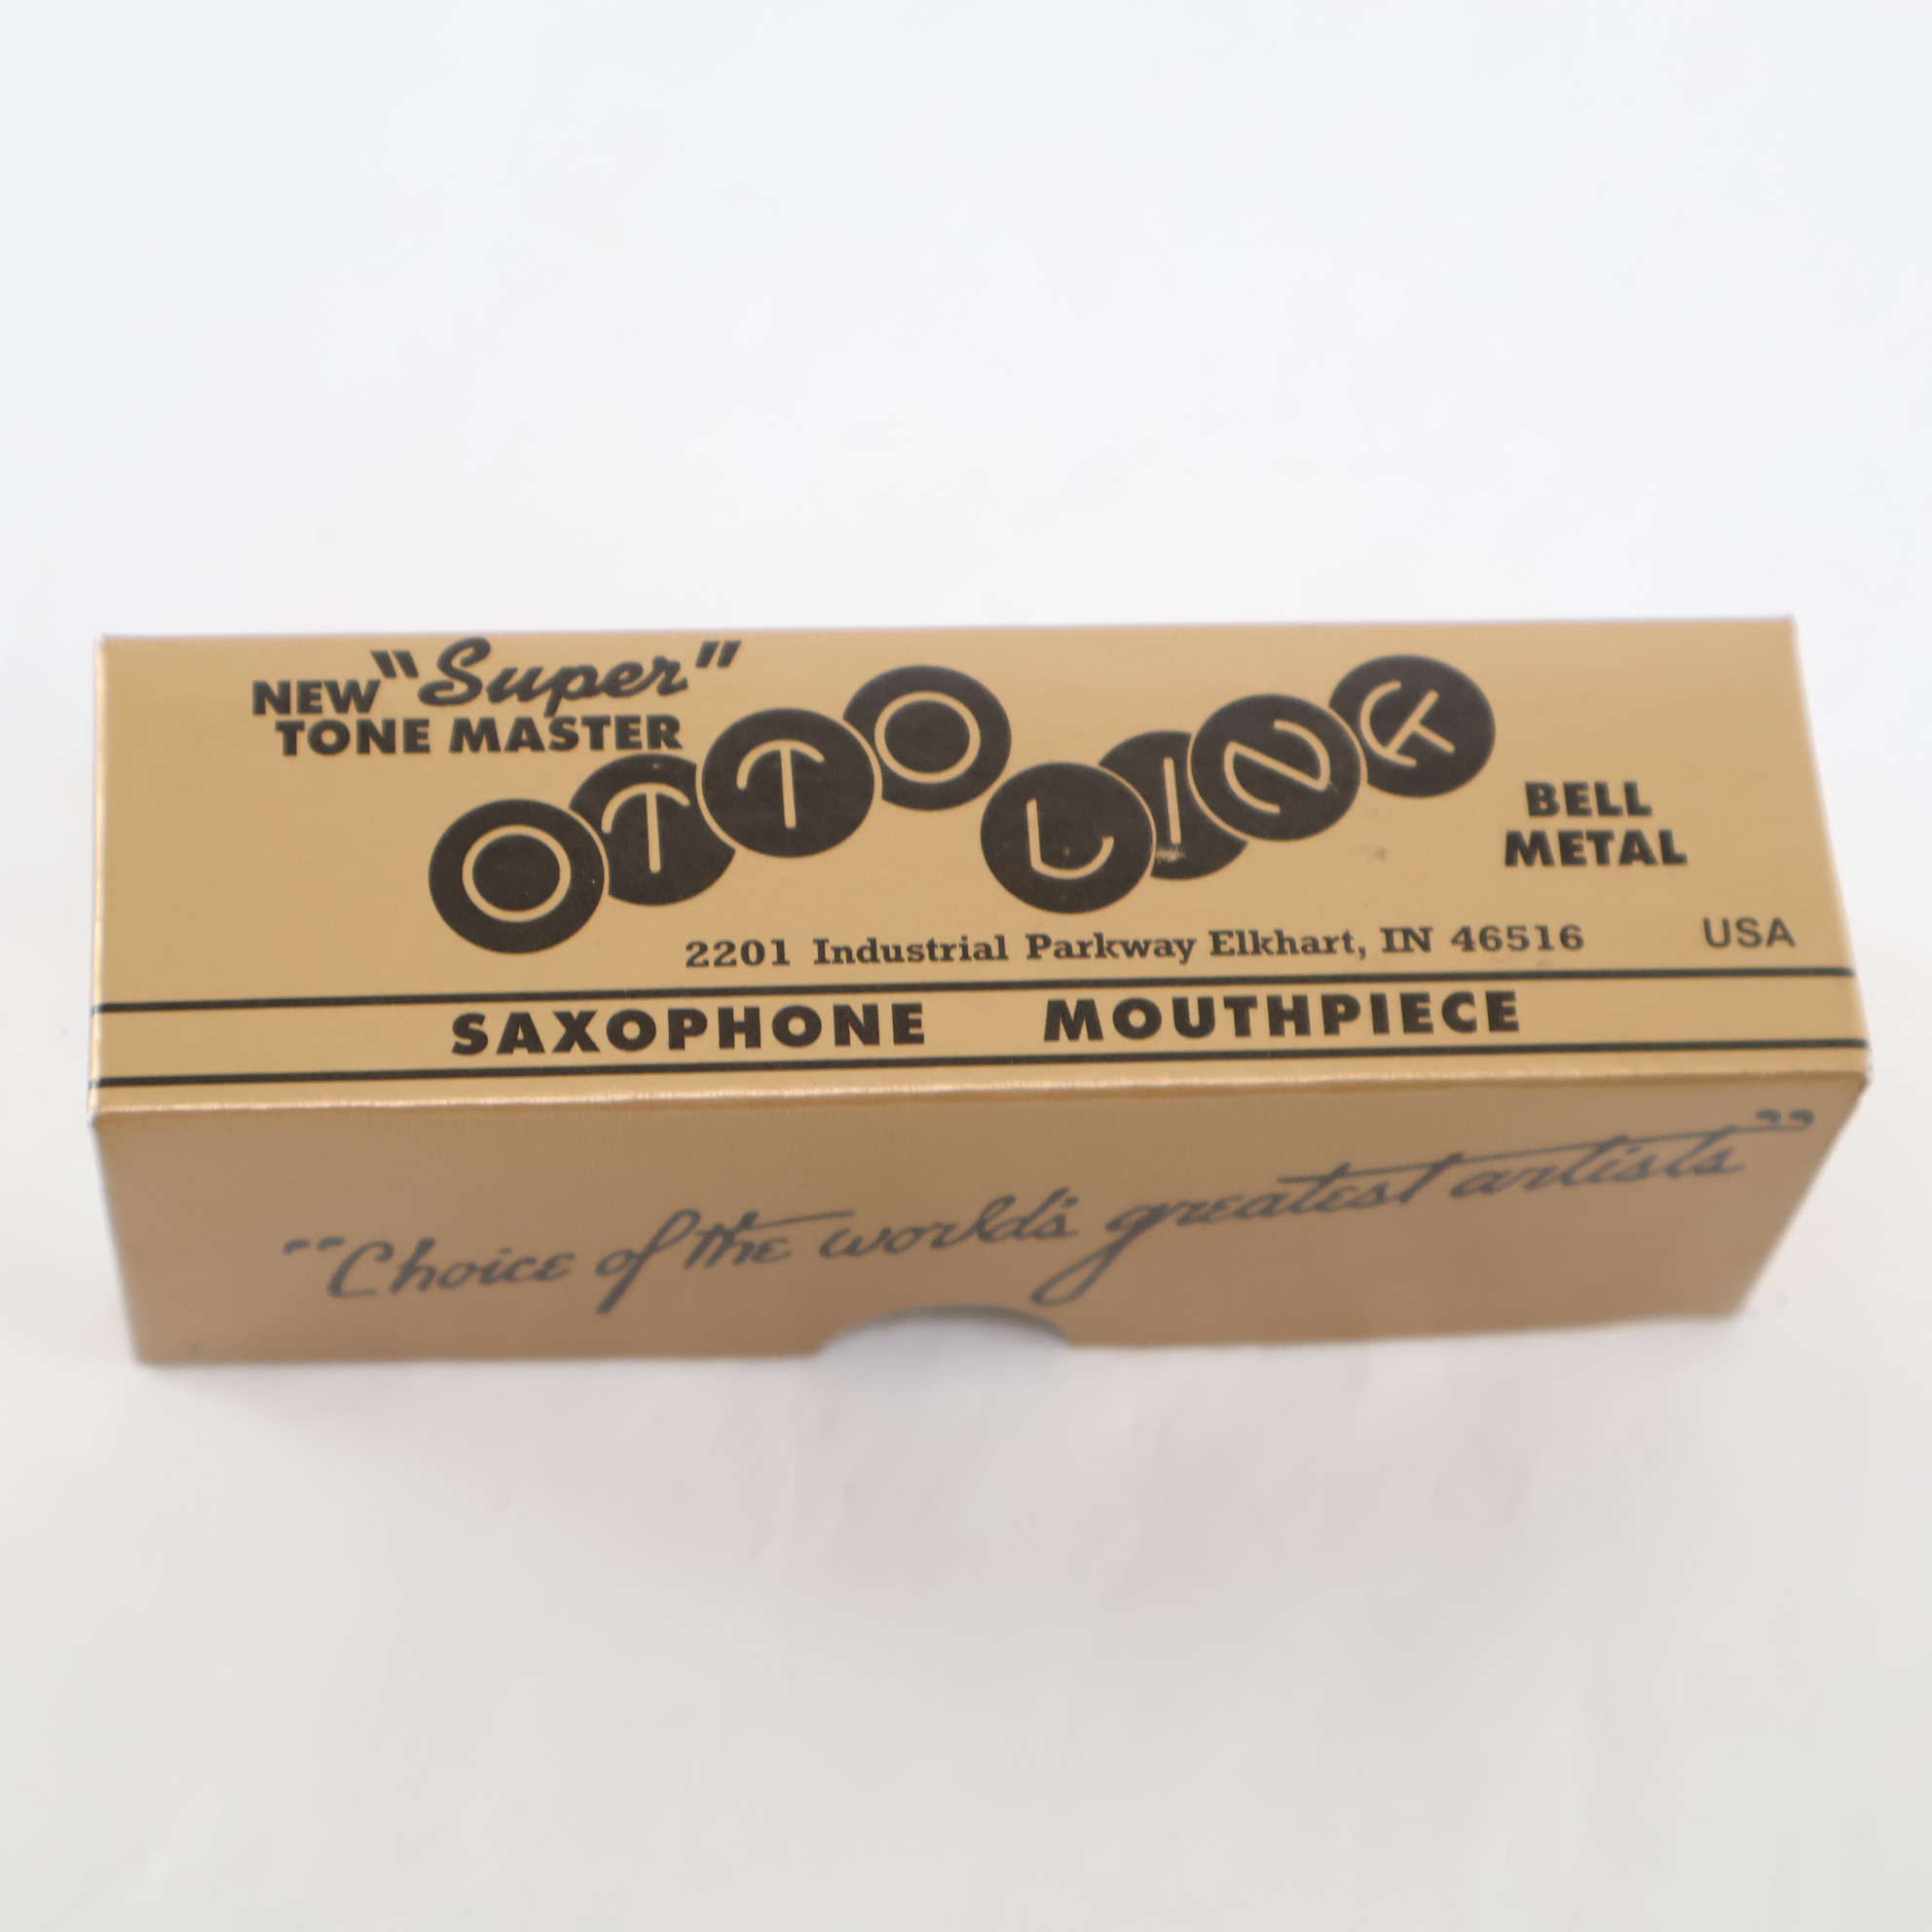 NEW "Super"
TONE MASTER
OTTO LINK
BELL
METAL
2201 Industrial Parkway Elkhart, IN 46516
USA
SAXOPHONE MOUTHPIECE
"Choice of the world's greatest artists"